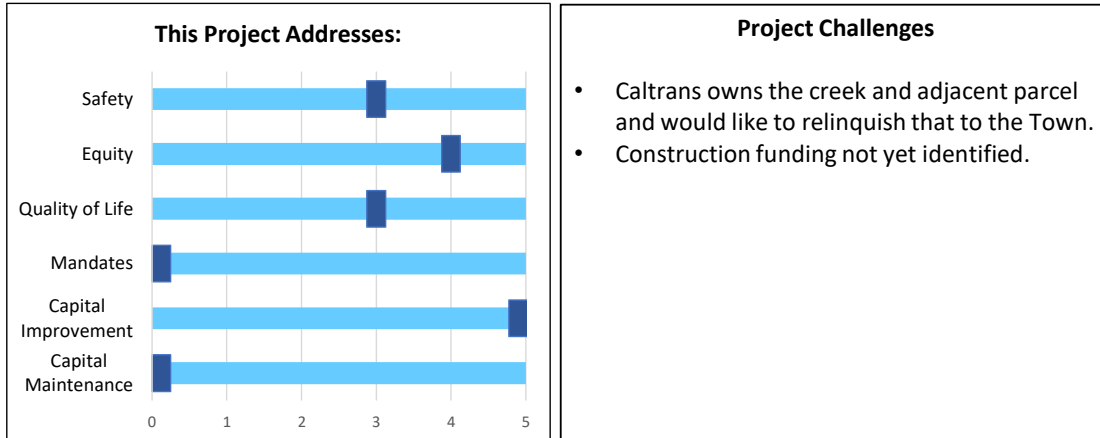 This Project Addresses:
Safety
Equity
Quality of Life
Mandates
Capital
Improvement
Capital
Maintenance
0 1 2 3 4 5
Project Challenges
• Caltrans owns the creek and adjacent parcel
and would like to relinquish that to the Town.
• Construction funding not yet identified.